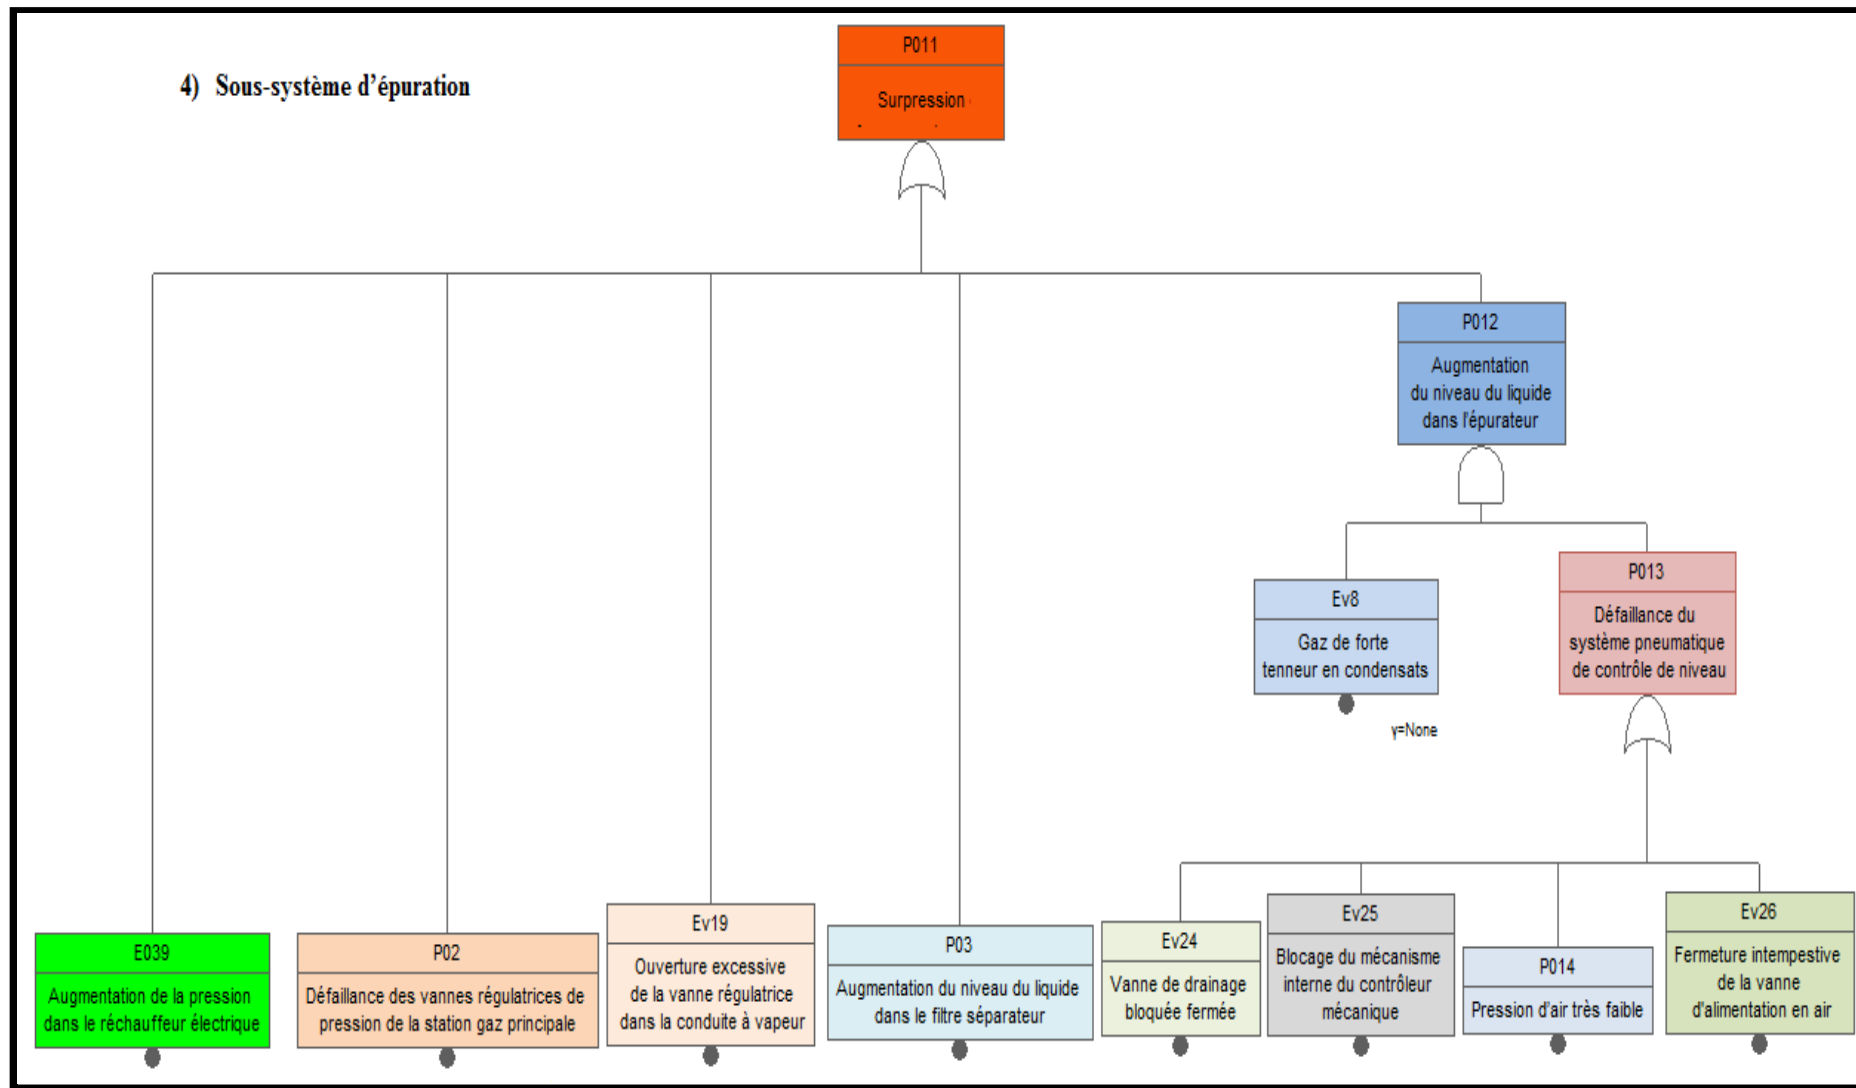 4) Sous-système d'épuration
P011
Surpression
P012
Augmentation
du niveau du liquide
dans l'épurateur
Ev8
Gaz de forte
tenneur en condensats
γ=None
P013
Défaillance du
système pneumatique
de contrôle de niveau
E039
Augmentation de la pression
dans le réchauffeur électrique
P02
Défaillance des vannes régulatrices de
pression de la station gaz principale
Ev19
Ouverture excessive
de la vanne régulatrice
dans la conduite à vapeur
P03
Augmentation du niveau du liquide
dans le filtre séparateur
Ev24
Vanne de drainage
bloquée fermée
Ev25
Blocage du mécanisme
interne du contrôleur
mécanique
P014
Pression d'air très faible
Ev26
Fermeture intempestive
de la vanne
d'alimentation en air